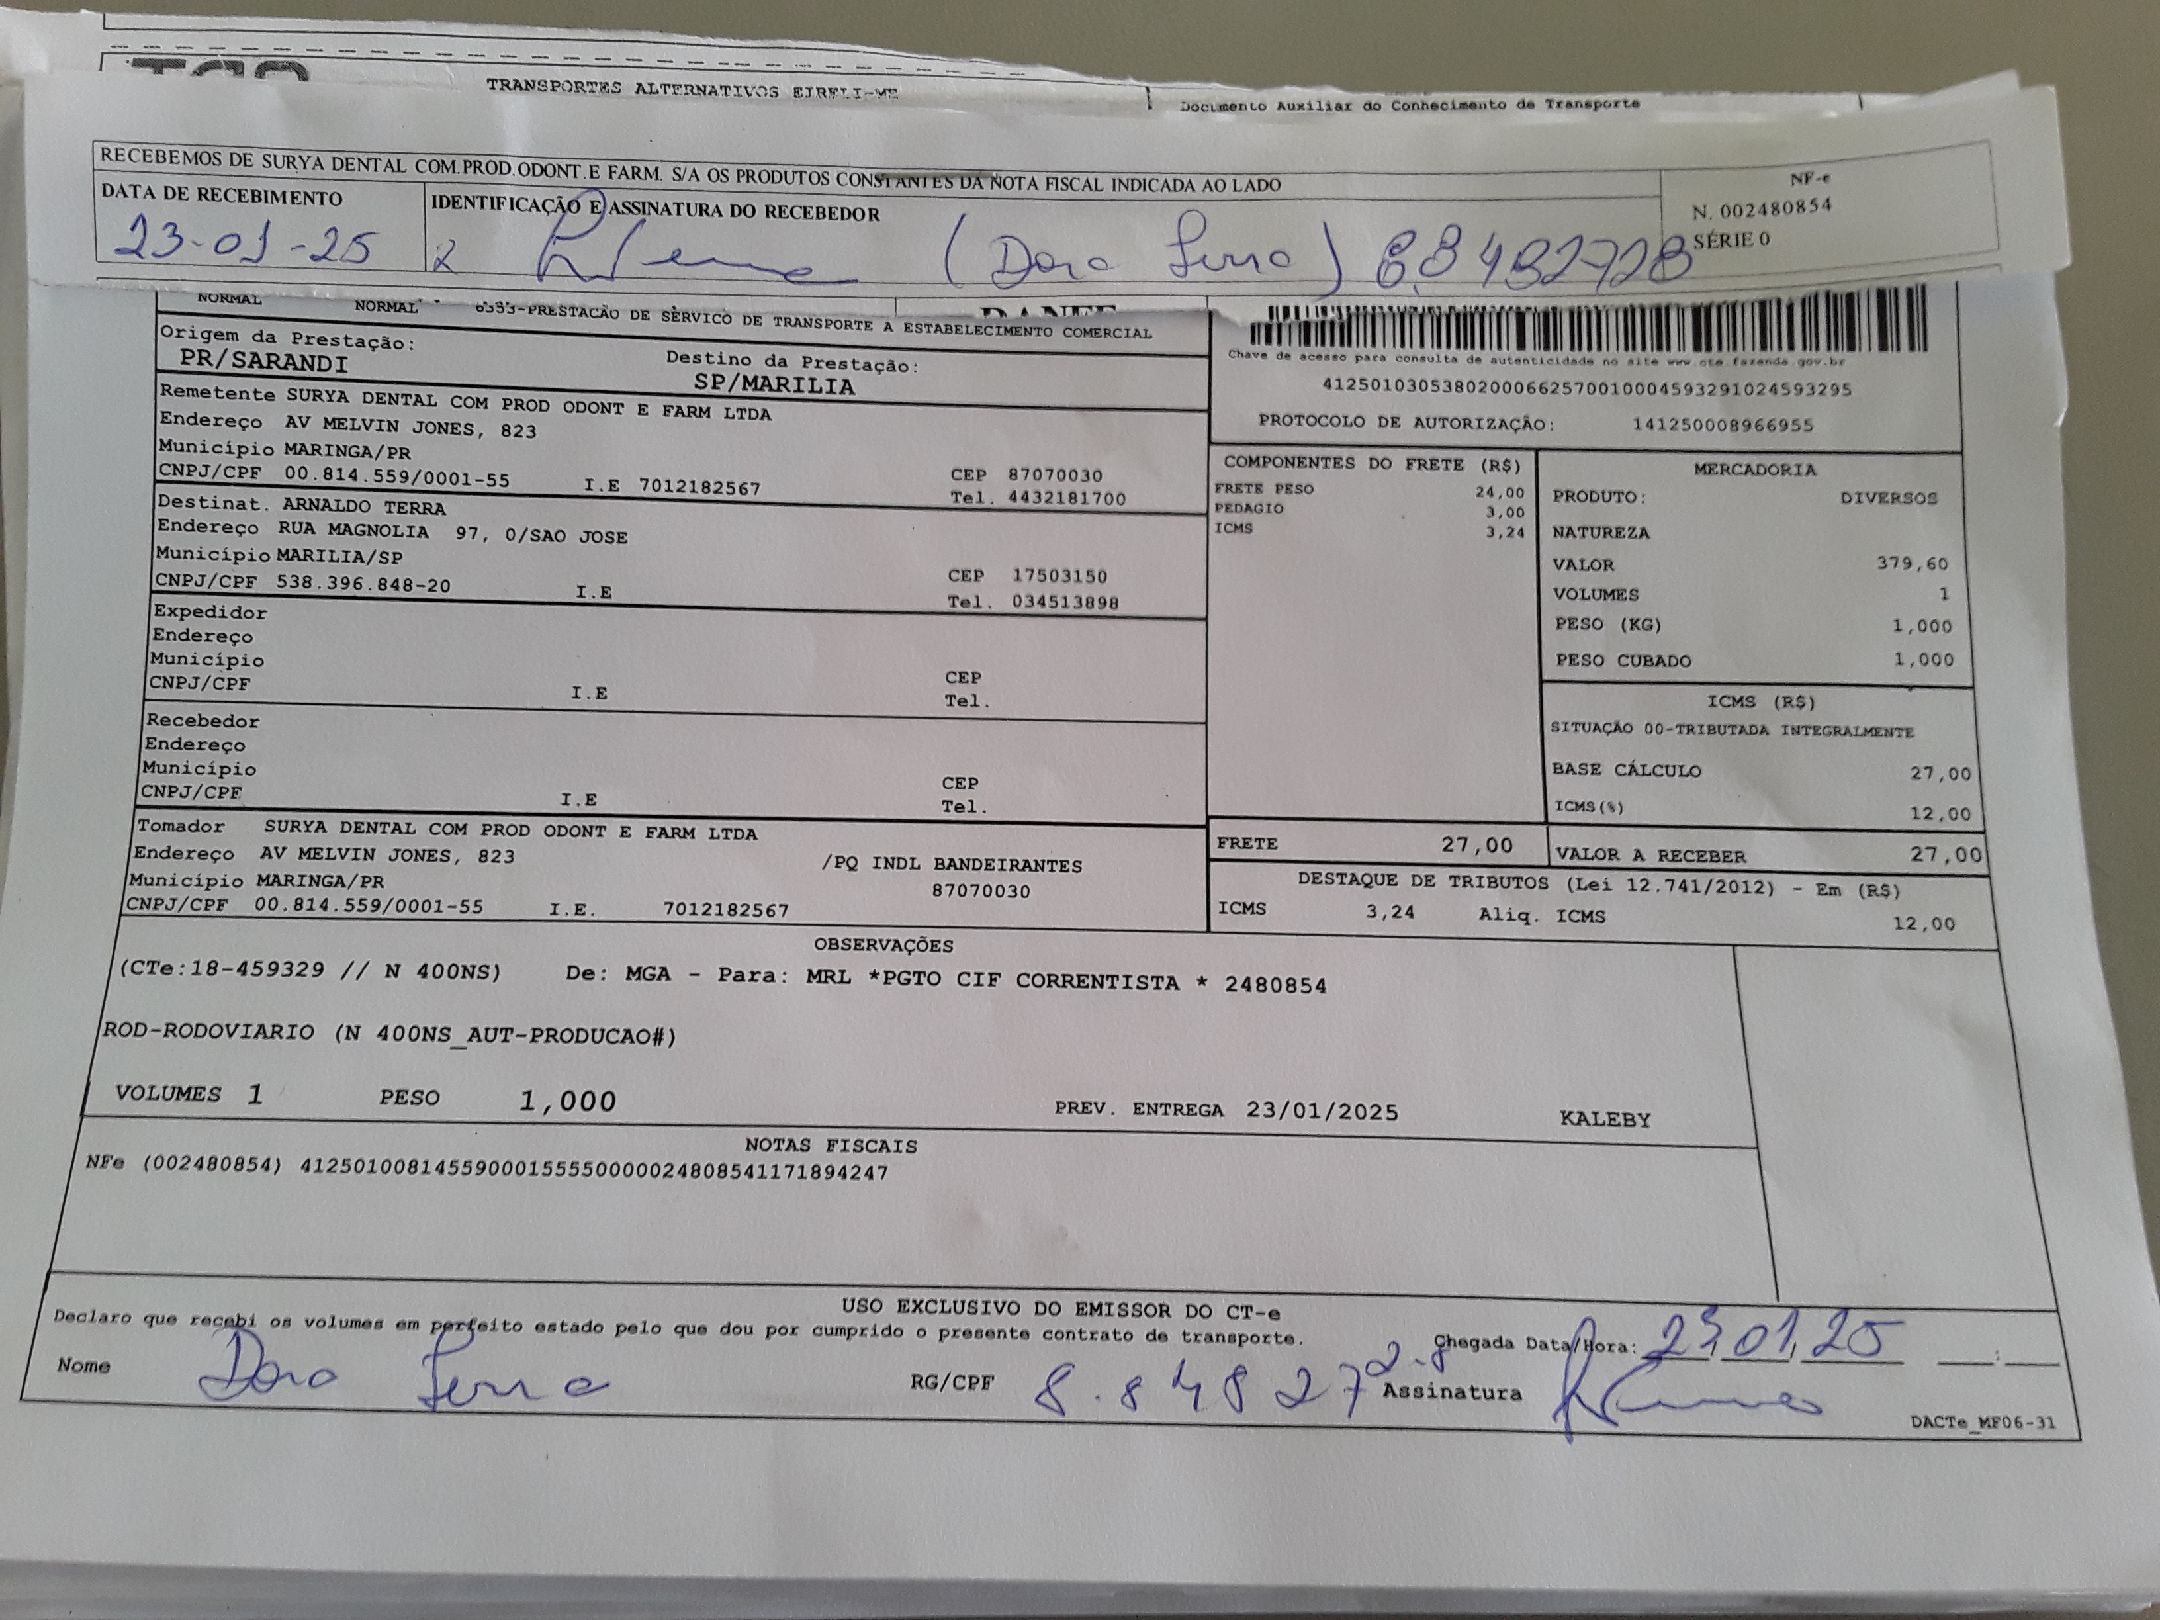 TRANSPORTES ALTERNATIVOS EIRELI-ME
Documento Auxiliar do Conhecimento de Transporte
RECEBEMOS DE SURYA DENTAL COM.PROD.ODONT.E FARM. S/A OS PRODUTOS CONSTANTES DA NOTA FISCAL INDICADA AO LADO
NF-e
N. 002480854
SÉRIE 0
DATA DE RECEBIMENTO
IDENTIFICAÇÃO E ASSINATURA DO RECEBEDOR
23-01-25
NORMAL NORMAL 6353-PRESTACÃO DE SERVICO DE TRANSPORTE A ESTABELECIMENTO COMERCIAL
DANFE
Origem da Prestação:
PR/SARANDI
Destino da Prestação:
SP/MARILIA
Chave de acesso para consulta de autenticidade no site www.cte.fazenda.gov.br
41250103053802000662570010004593291024593295
PROTOCOLO DE AUTORIZAÇÃO: 141250008966955
Remetente SURYA DENTAL COM PROD ODONT E FARM LTDA
Endereço AV MELVIN JONES, 823
Município MARINGA/PR
CEP 87070030
CNPJ/CPF 00.814.559/0001-55 I.E 7012182567
Tel. 4432181700
Destinat. ARNALDO TERRA
Endereço RUA MAGNOLIA 97, 0/SAO JOSE
Município MARILIA/SP
CEP 17503150
CNPJ/CPF 538.396.848-20 I.E
Tel. 034513898
Expedidor
Endereço
Município
CEP
CNPJ/CPF I.E
Tel.
Recebedor
Endereço
Município
CEP
CNPJ/CPF I.E
Tel.
Tomador SURYA DENTAL COM PROD ODONT E FARM LTDA
Endereço AV MELVIN JONES, 823 /PQ INDL BANDEIRANTES
Município MARINGA/PR 87070030
CNPJ/CPF 00.814.559/0001-55 I.E. 7012182567
COMPONENTES DO FRETE (R$)
FRETE PESO 24,00
PEDAGIO 3,00
ICMS 3,24
MERCADORIA
PRODUTO: DIVERSOS
NATUREZA
VALOR 379,60
VOLUMES 1
PESO (KG) 1,000
PESO CUBADO 1,000
ICMS (R$)
SITUAÇÃO 00-TRIBUTADA INTEGRALMENTE
BASE CÁLCULO 27,00
ICMS(%) 12,00
FRETE 27,00
VALOR A RECEBER 27,00
DESTAQUE DE TRIBUTOS (Lei 12.741/2012) - Em (R$)
ICMS 3,24 Aliq. ICMS 12,00
OBSERVAÇÕES
(CTe:18-459329 // N 400NS) De: MGA - Para: MRL *PGTO CIF CORRENTISTA * 2480854
ROD-RODOVIARIO (N 400NS_AUT-PRODUCAO#)
VOLUMES 1 PESO 1,000 PREV. ENTREGA 23/01/2025 KALEBY
NOTAS FISCAIS
NFe (002480854) 41250100814559000155550000024808541171894247
USO EXCLUSIVO DO EMISSOR DO CT-e
Declaro que recebi os volumes em perfeito estado pelo que dou por cumprido o presente contrato de transporte.
Chegada Data/Hora: 23 01 25
Nome
RG/CPF 8.848272-8
Assinatura
DACTe_MF06-31